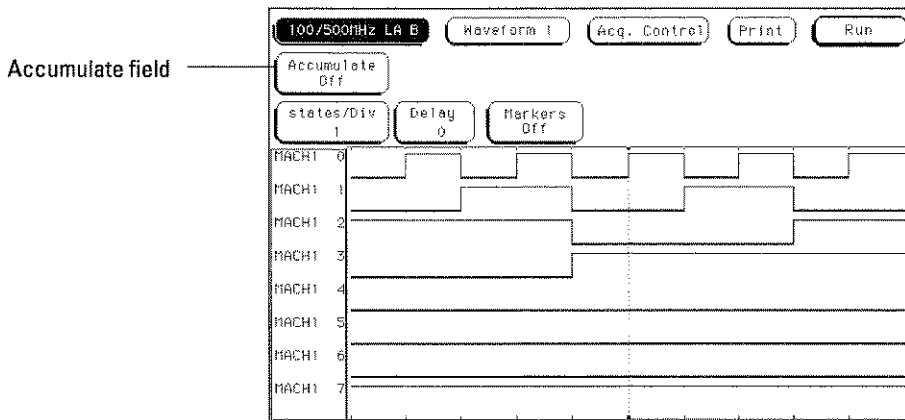 100/500MHz LA B Waveform 1 Acq. Control Print Run
Accumulate field
Accumulate
Off
states/Div Delay Markers
1 0 Off
MACH1 0
MACH1 1
MACH1 2
MACH1 3
MACH1 4
MACH1 5
MACH1 6
MACH1 7